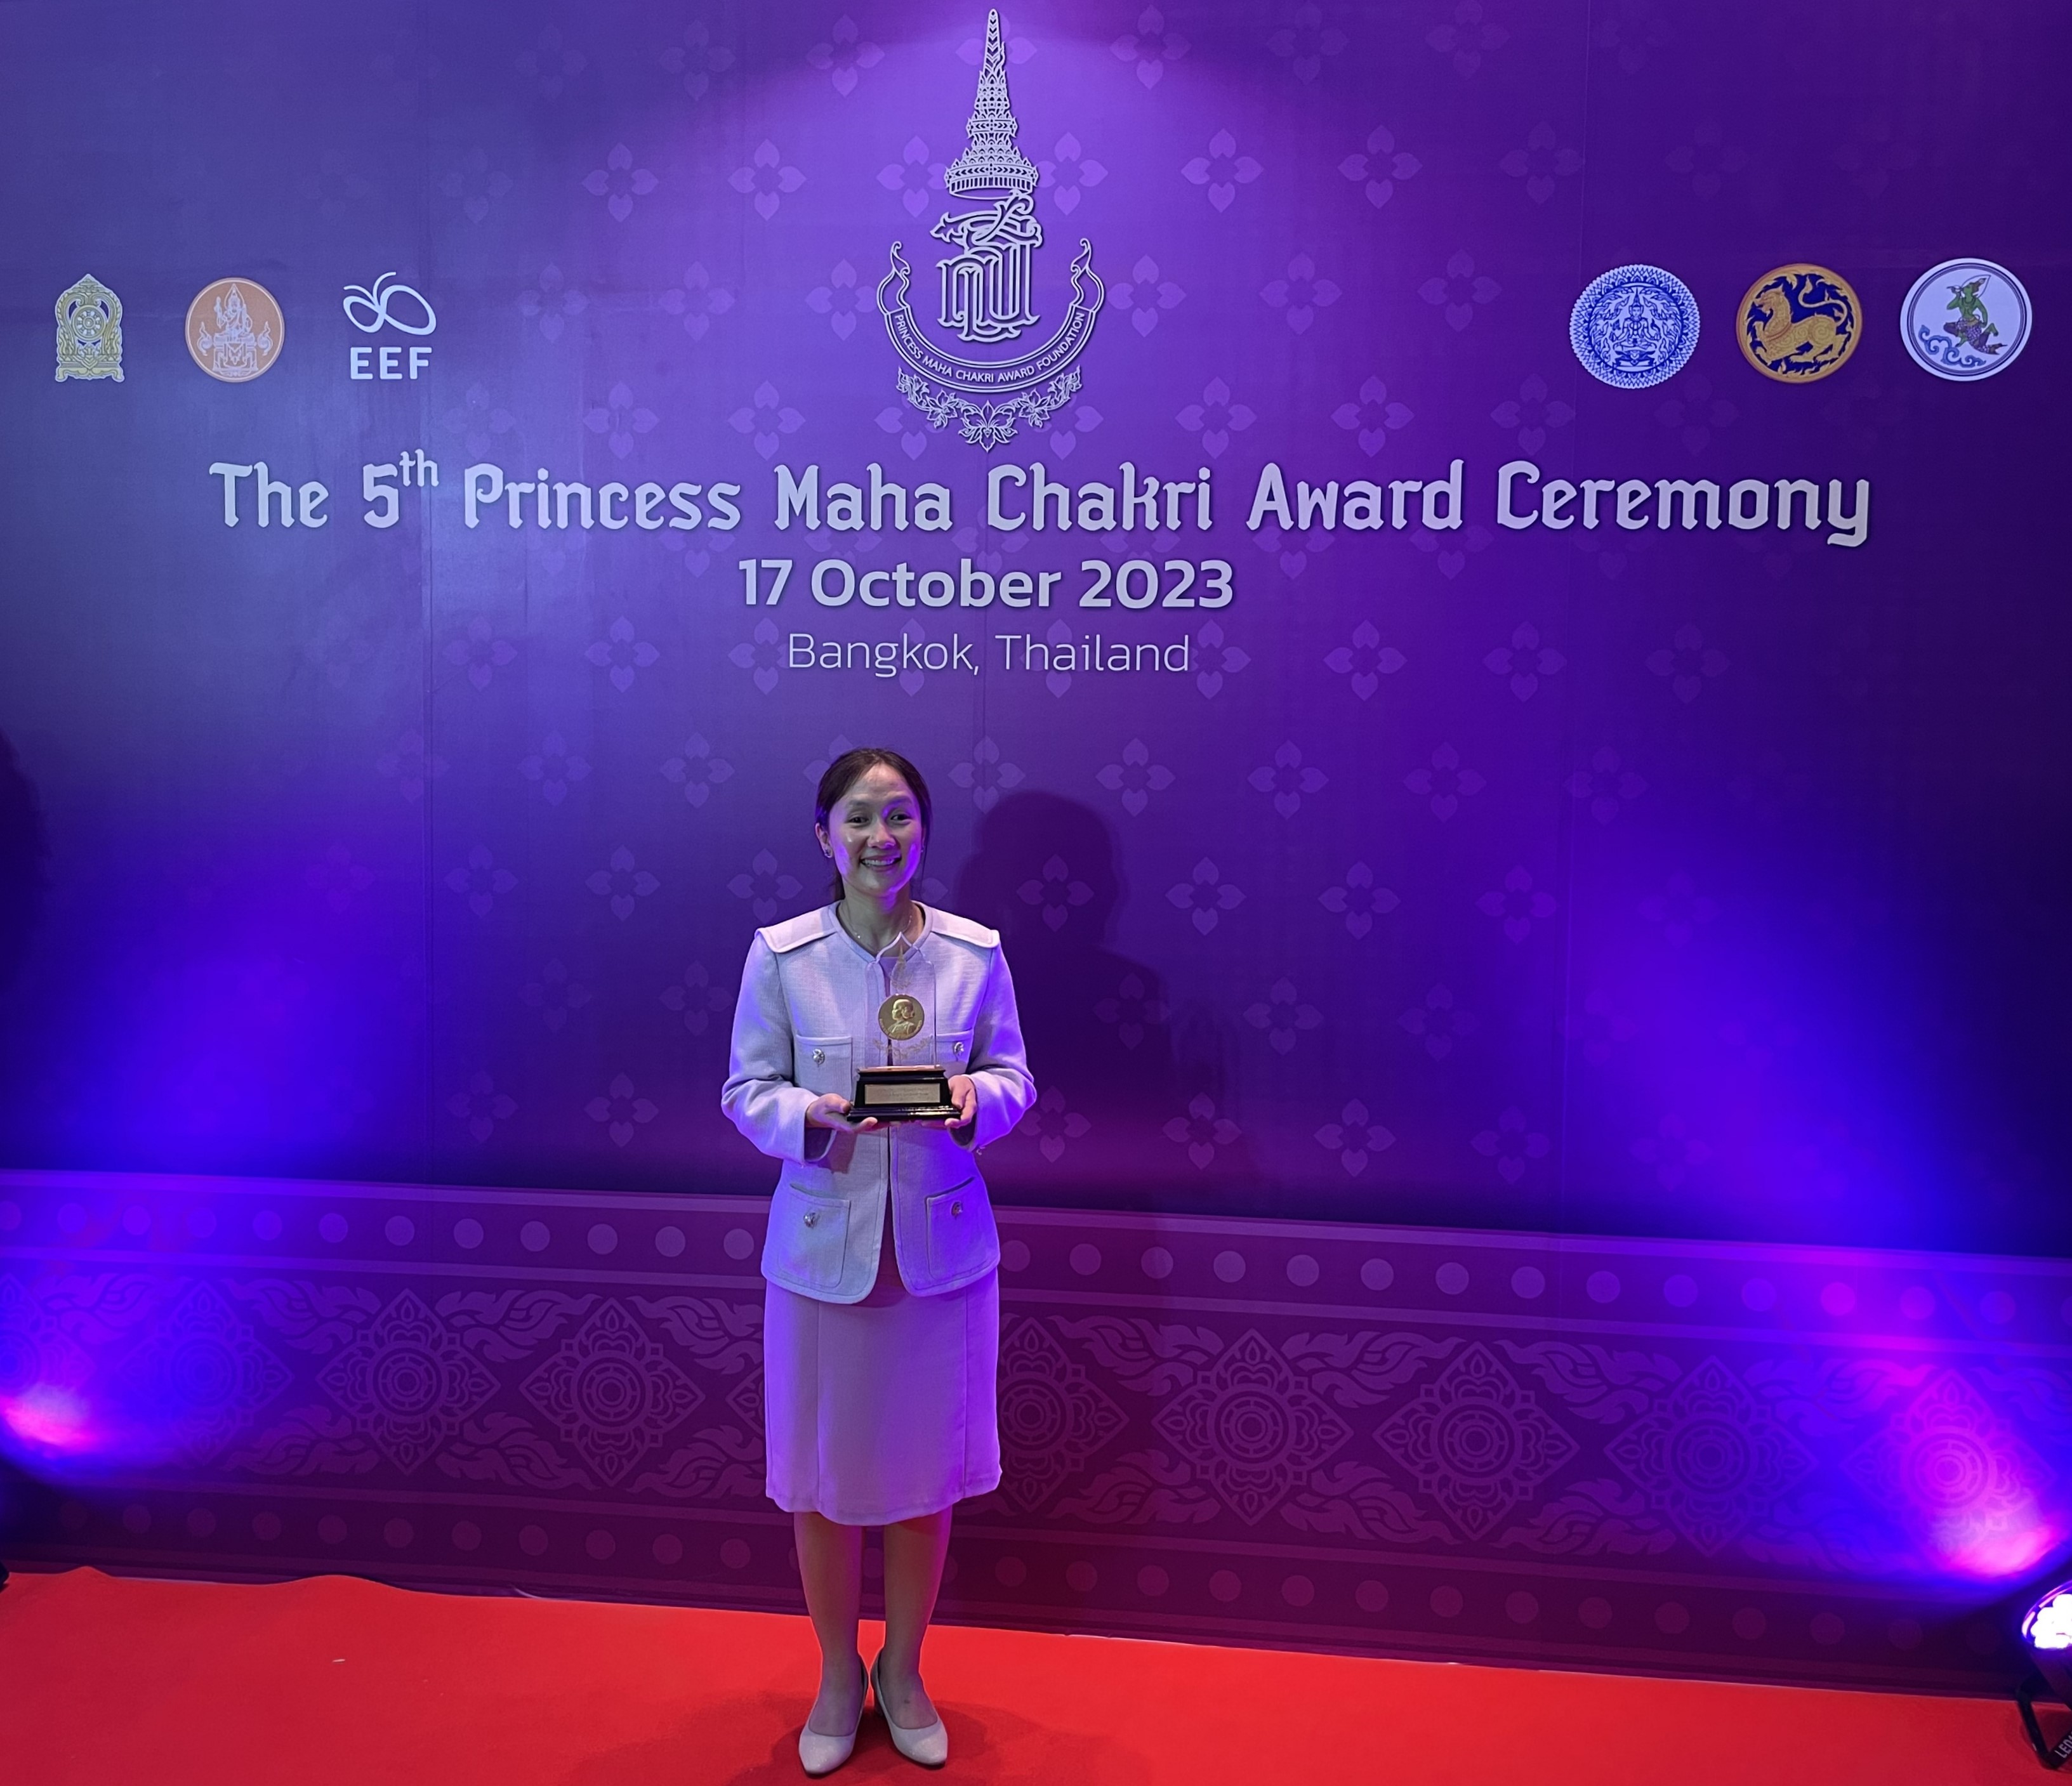 EEF
PRINCESS MAHA CHAKRI AWARD FOUNDATION
The 5th Princess Maha Chakri Award Ceremony
17 October 2023
Bangkok, Thailand